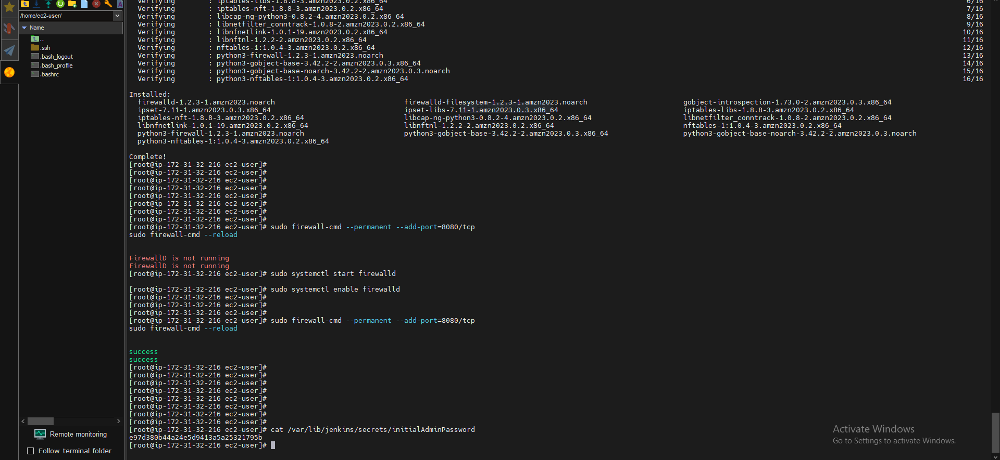 /home/ec2-user/
Name
..
.ssh
.bash_logout
.bash_profile
.bashrc
Remote monitoring
Follow terminal folder
Verifying : iptables-libs-1.8.8-3.amzn2023.0.2.x86_64 6/16
Verifying : iptables-nft-1.8.8-3.amzn2023.0.2.x86_64 7/16
Verifying : libcap-ng-python3-0.8.2-4.amzn2023.0.2.x86_64 8/16
Verifying : libnetfilter_conntrack-1.0.8-2.amzn2023.0.2.x86_64 9/16
Verifying : libnfnetlink-1.0.1-19.amzn2023.0.2.x86_64 10/16
Verifying : libnftnl-1.2.2-2.amzn2023.0.2.x86_64 11/16
Verifying : nftables-1:1.0.4-3.amzn2023.0.2.x86_64 12/16
Verifying : python3-firewall-1.2.3-1.amzn2023.noarch 13/16
Verifying : python3-gobject-base-3.42.2-2.amzn2023.0.3.x86_64 14/16
Verifying : python3-gobject-base-noarch-3.42.2-2.amzn2023.0.3.noarch 15/16
Verifying : python3-nftables-1:1.0.4-3.amzn2023.0.2.x86_64 16/16
Installed:
firewalld-1.2.3-1.amzn2023.noarch firewalld-filesystem-1.2.3-1.amzn2023.noarch gobject-introspection-1.73.0-2.amzn2023.0.3.x86_64
ipset-7.11-1.amzn2023.0.3.x86_64 ipset-libs-7.11-1.amzn2023.0.3.x86_64 iptables-libs-1.8.8-3.amzn2023.0.2.x86_64
iptables-nft-1.8.8-3.amzn2023.0.2.x86_64 libcap-ng-python3-0.8.2-4.amzn2023.0.2.x86_64 libnetfilter_conntrack-1.0.8-2.amzn2023.0.2.x86_64
libnfnetlink-1.0.1-19.amzn2023.0.2.x86_64 libnftnl-1.2.2-2.amzn2023.0.2.x86_64 nftables-1:1.0.4-3.amzn2023.0.2.x86_64
python3-firewall-1.2.3-1.amzn2023.noarch python3-gobject-base-3.42.2-2.amzn2023.0.3.x86_64 python3-gobject-base-noarch-3.42.2-2.amzn2023.0.3.noarch
python3-nftables-1:1.0.4-3.amzn2023.0.2.x86_64
Complete!
[root@ip-172-31-32-216 ec2-user]#
[root@ip-172-31-32-216 ec2-user]#
[root@ip-172-31-32-216 ec2-user]#
[root@ip-172-31-32-216 ec2-user]#
[root@ip-172-31-32-216 ec2-user]#
[root@ip-172-31-32-216 ec2-user]#
[root@ip-172-31-32-216 ec2-user]#
[root@ip-172-31-32-216 ec2-user]#
[root@ip-172-31-32-216 ec2-user]# sudo firewall-cmd --permanent --add-port=8080/tcp
sudo firewall-cmd --reload
FirewallD is not running
FirewallD is not running
[root@ip-172-31-32-216 ec2-user]# sudo systemctl start firewalld
[root@ip-172-31-32-216 ec2-user]# sudo systemctl enable firewalld
[root@ip-172-31-32-216 ec2-user]#
[root@ip-172-31-32-216 ec2-user]#
[root@ip-172-31-32-216 ec2-user]#
[root@ip-172-31-32-216 ec2-user]# sudo firewall-cmd --permanent --add-port=8080/tcp
sudo firewall-cmd --reload
success
success
[root@ip-172-31-32-216 ec2-user]#
[root@ip-172-31-32-216 ec2-user]#
[root@ip-172-31-32-216 ec2-user]#
[root@ip-172-31-32-216 ec2-user]#
[root@ip-172-31-32-216 ec2-user]#
[root@ip-172-31-32-216 ec2-user]#
[root@ip-172-31-32-216 ec2-user]#
[root@ip-172-31-32-216 ec2-user]#
[root@ip-172-31-32-216 ec2-user]# cat /var/lib/jenkins/secrets/initialAdminPassword
e97d380b44a24e5d9413a5a25321795b
[root@ip-172-31-32-216 ec2-user]#
Activate Windows
Go to Settings to activate Windows.